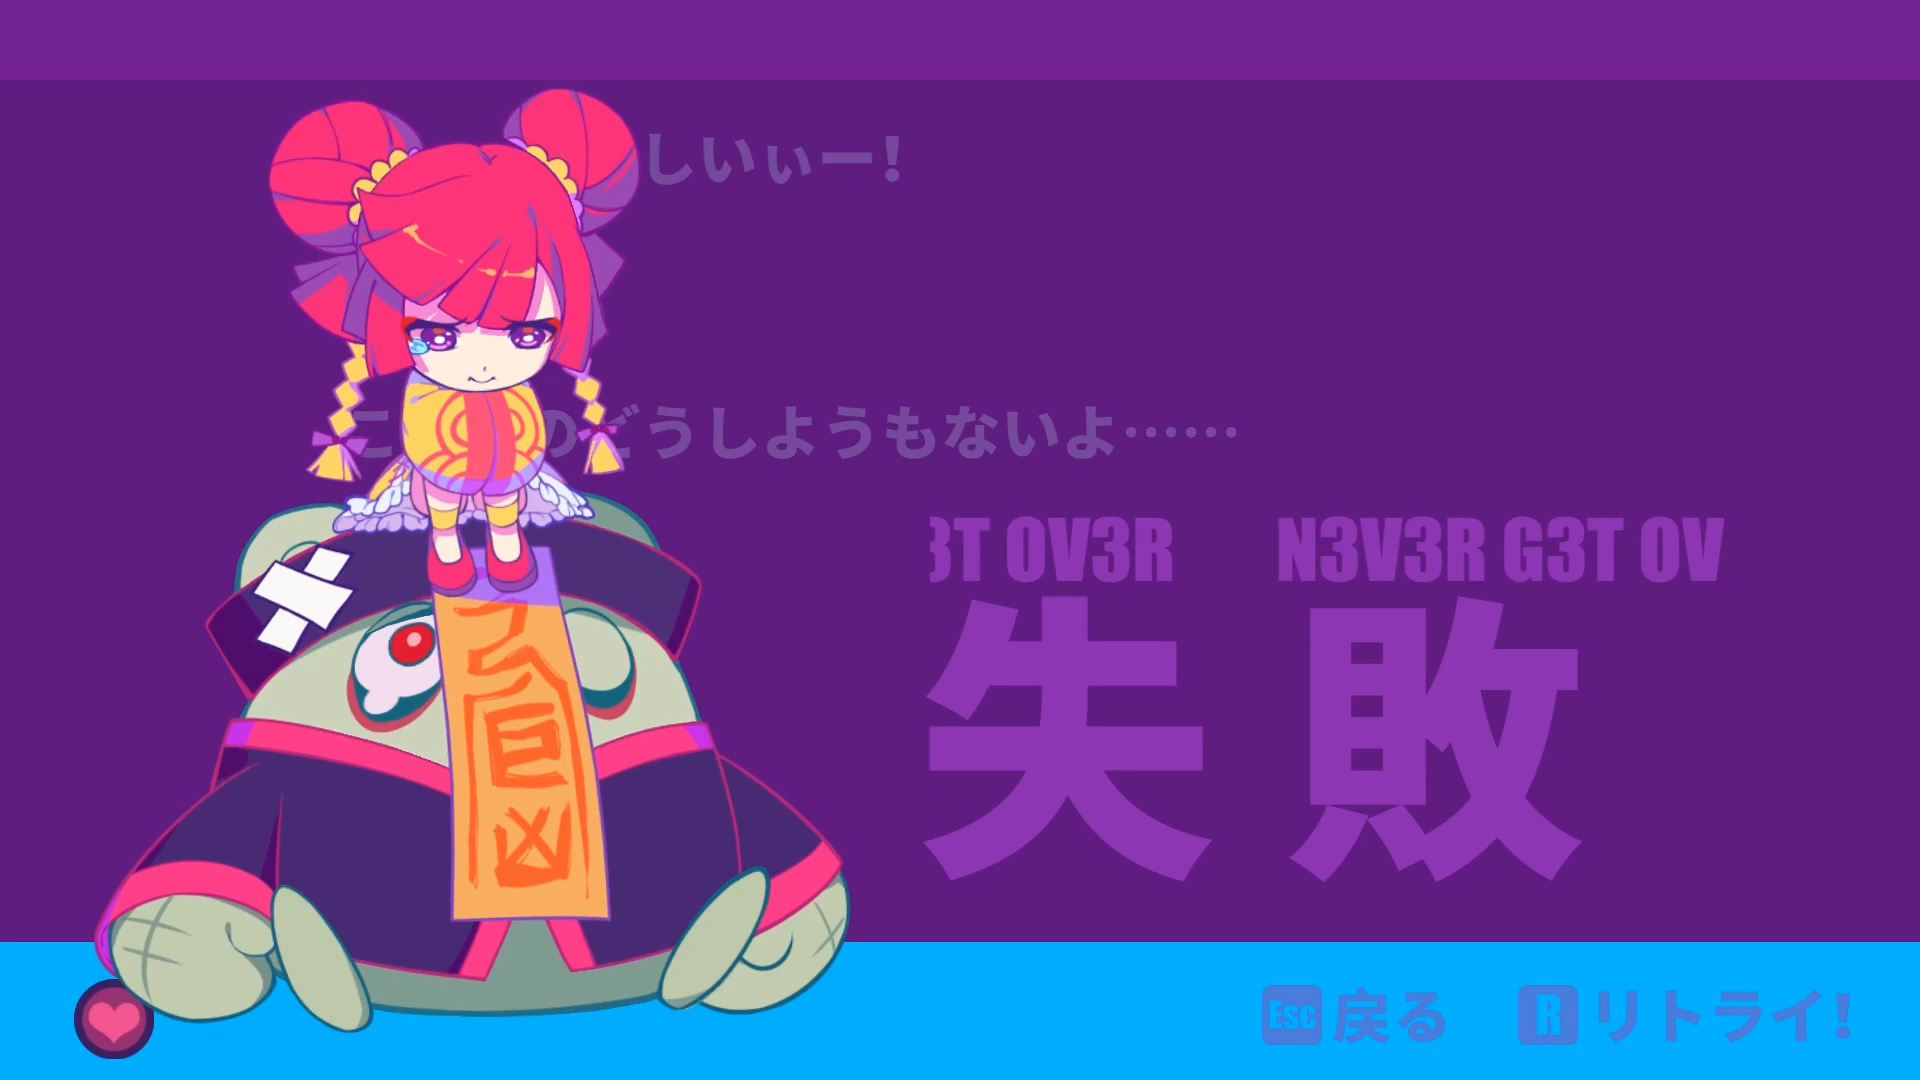 しいぃー!
のどうしようもないよ……
3T OV3R N3V3R G3T OV
失敗
Esc 戻る R リトライ!